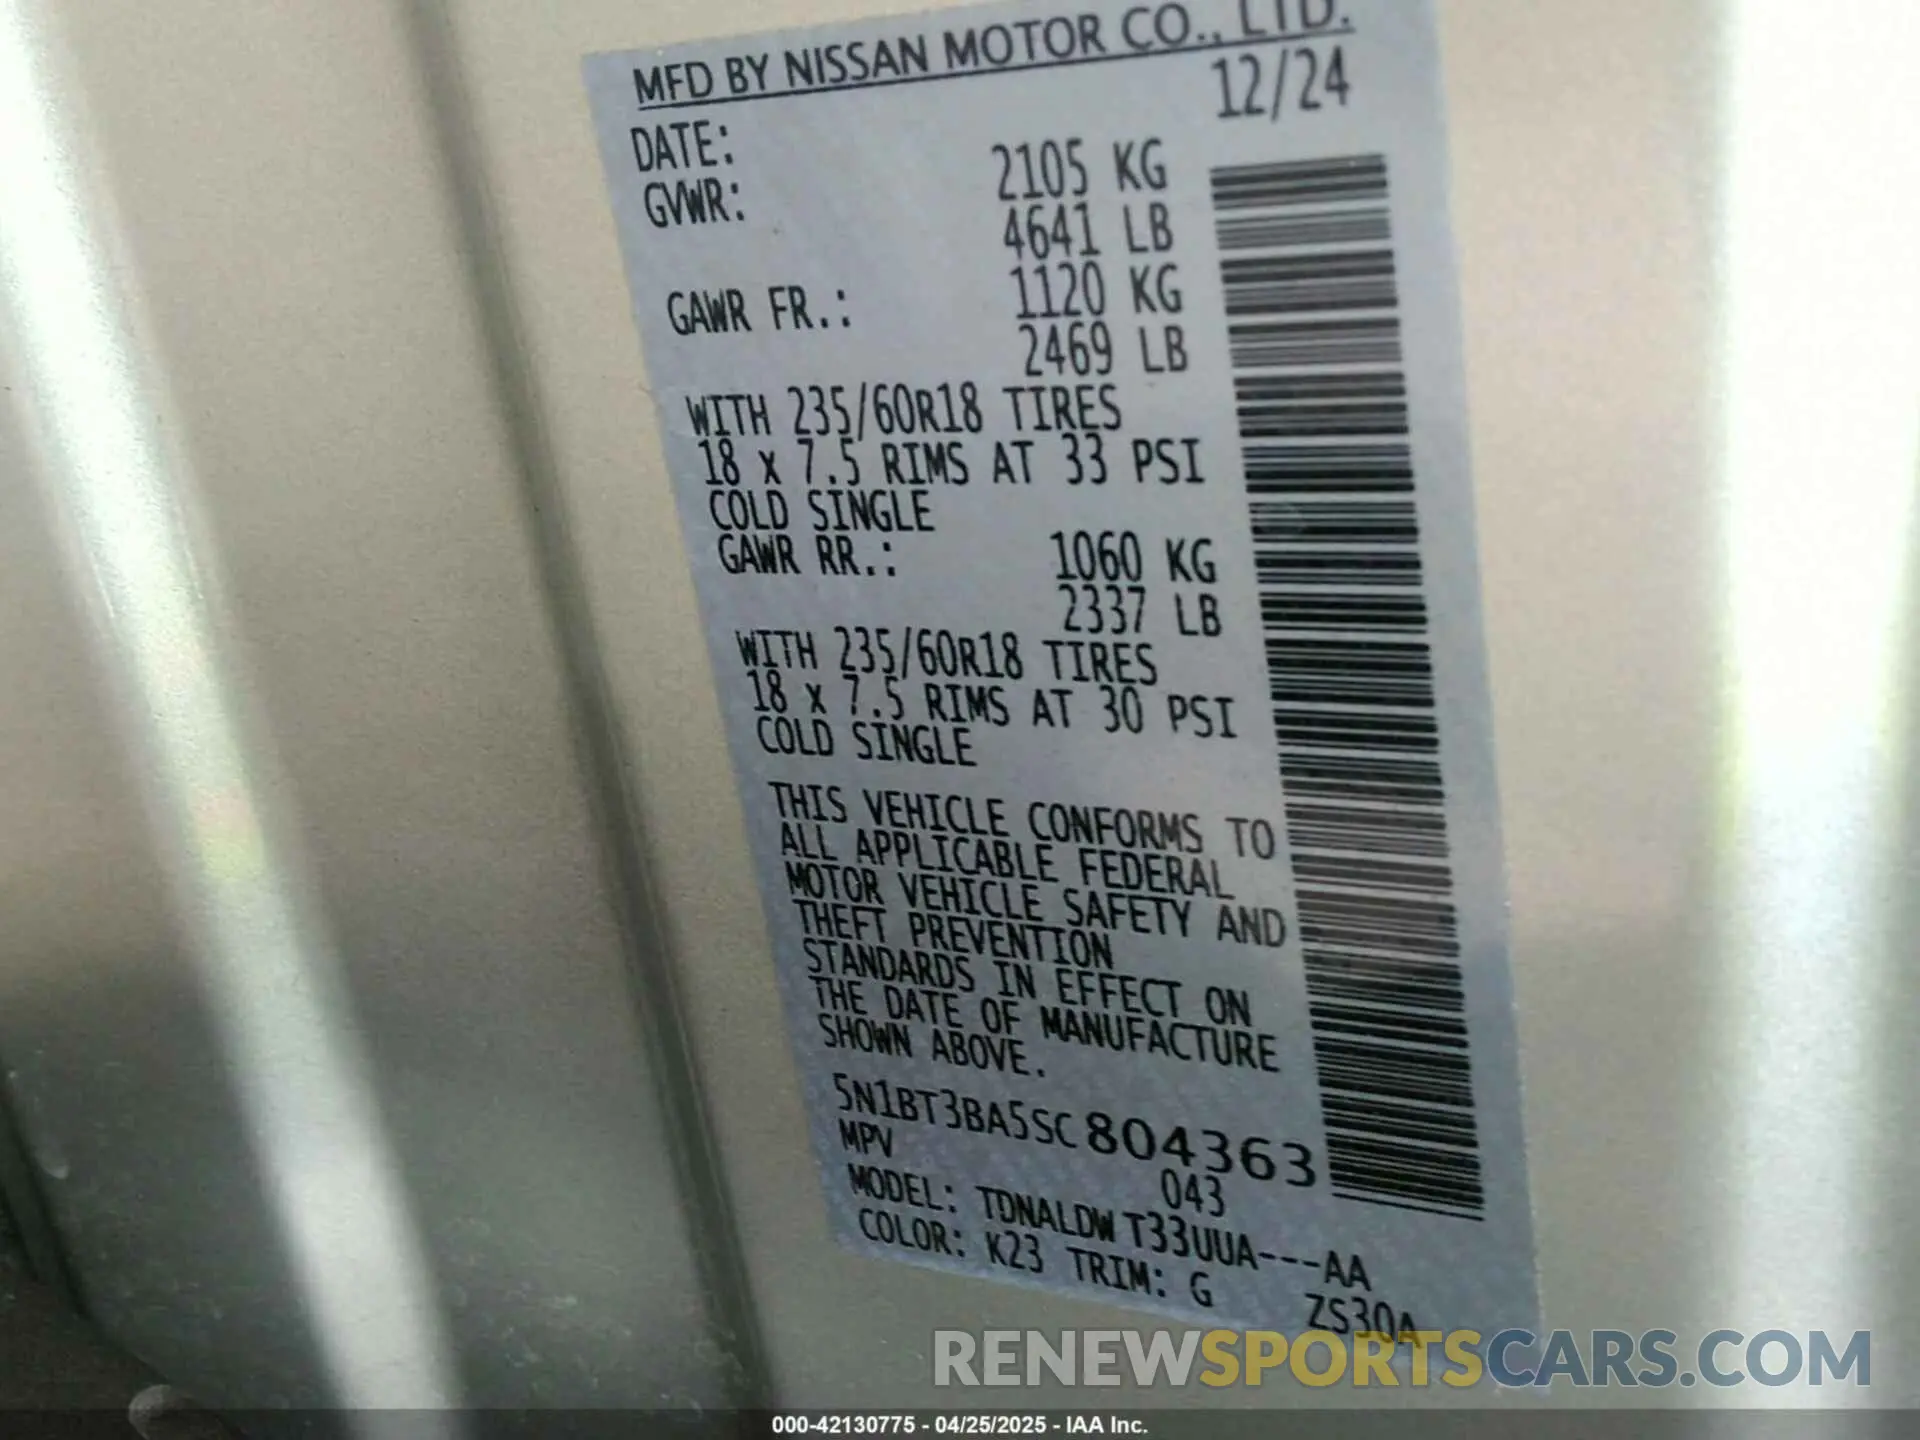 MFD BY NISSAN MOTOR CO., LTD.
DATE: 12/24
GVWR: 2105 KG
4641 LB
GAWR FR.: 1120 KG
2469 LB
WITH 235/60R18 TIRES
18 x 7.5 RIMS AT 33 PSI
COLD SINGLE
GAWR RR.: 1060 KG
2337 LB
WITH 235/60R18 TIRES
18 x 7.5 RIMS AT 30 PSI
COLD SINGLE
THIS VEHICLE CONFORMS TO
ALL APPLICABLE FEDERAL
MOTOR VEHICLE SAFETY AND
THEFT PREVENTION
STANDARDS IN EFFECT ON
THE DATE OF MANUFACTURE
SHOWN ABOVE.
5N1BT3BA5SC804363
MPV 043
MODEL: TDNALDW T33UUA---AA
COLOR: K23 TRIM: G ZS30A
RENEWSPORTSCARS.COM
000-42130775 - 04/25/2025 - IAA Inc.